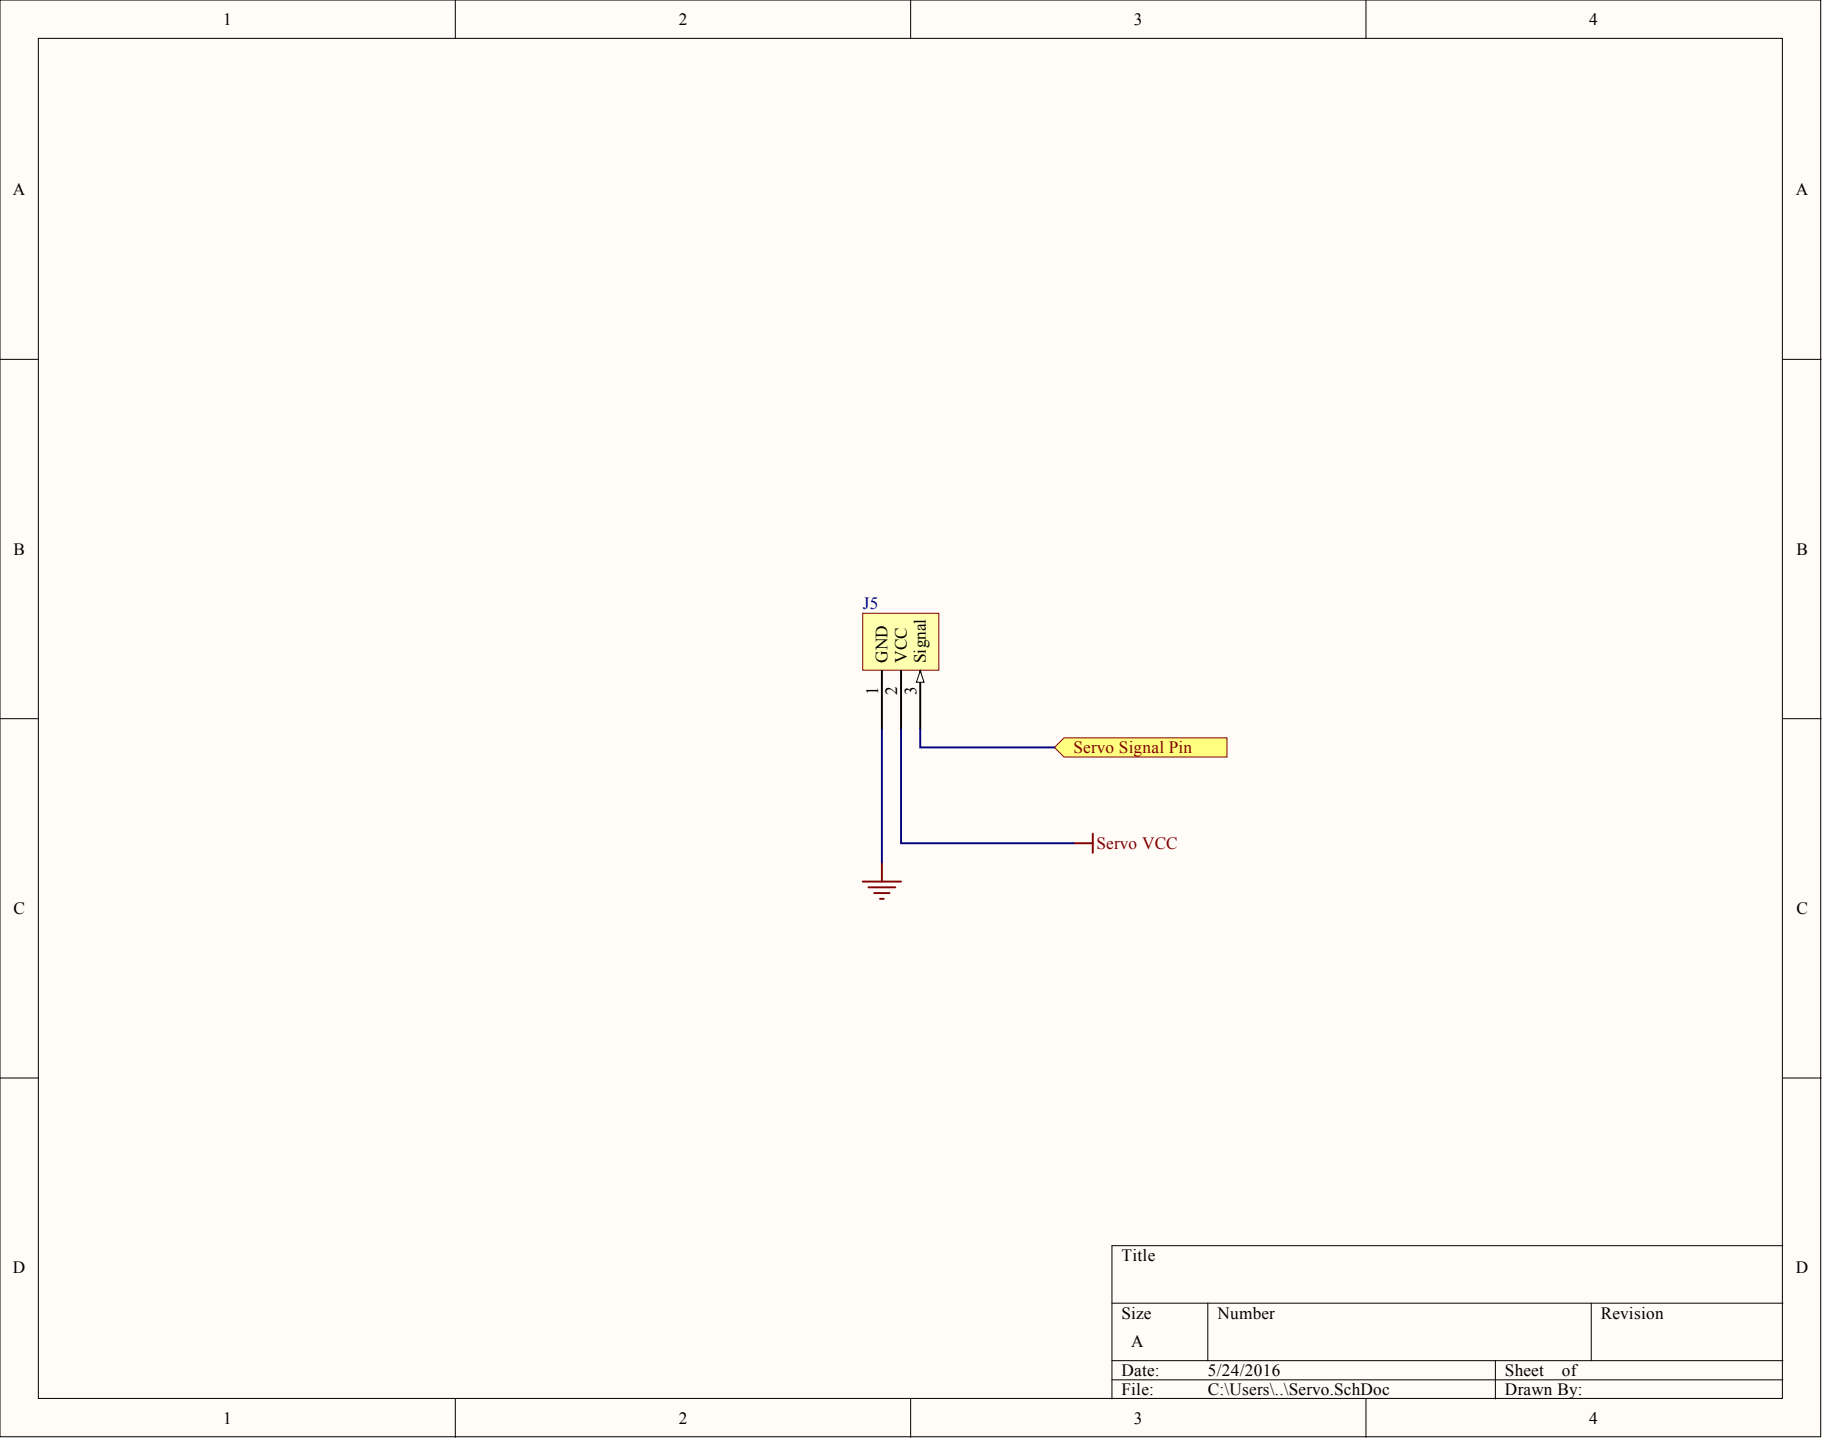 1 2 3 4
A A
B B
J5
GND
VCC
Signal
1
2
3
Servo Signal Pin
Servo VCC
C C
D D
Title
Size Number Revision
A
Date: 5/24/2016 Sheet of
File: C:\Users\..\Servo.SchDoc Drawn By:
1 2 3 4